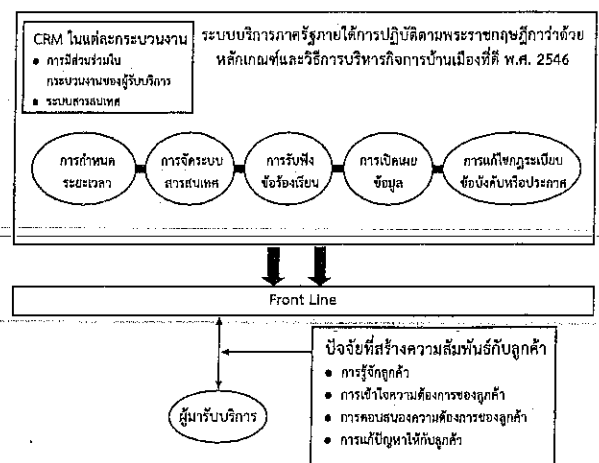 CRM ในแต่ละกระบวนงาน
• การมีส่วนร่วมใน
กระบวนงานของผู้รับบริการ
• ระบบสารสนเทศ
ระบบบริการภาครัฐภายใต้การปฏิบัติตามพระราชกฤษฎีกาว่าด้วย
หลักเกณฑ์และวิธีการบริหารกิจการบ้านเมืองที่ดี พ.ศ. 2546
การกำหนด
ระยะเวลา
การจัดระบบ
สารสนเทศ
การรับฟัง
ข้อร้องเรียน
การเปิดเผย
ข้อมูล
การแก้ไขกฎระเบียบ
ข้อบังคับหรือประกาศ
Front Line
ปัจจัยที่สร้างความสัมพันธ์กับลูกค้า
• การรู้จักลูกค้า
• การเข้าใจความต้องการของลูกค้า
• การตอบสนองความต้องการของลูกค้า
• การแก้ปัญหาให้กับลูกค้า
ผู้มารับบริการ